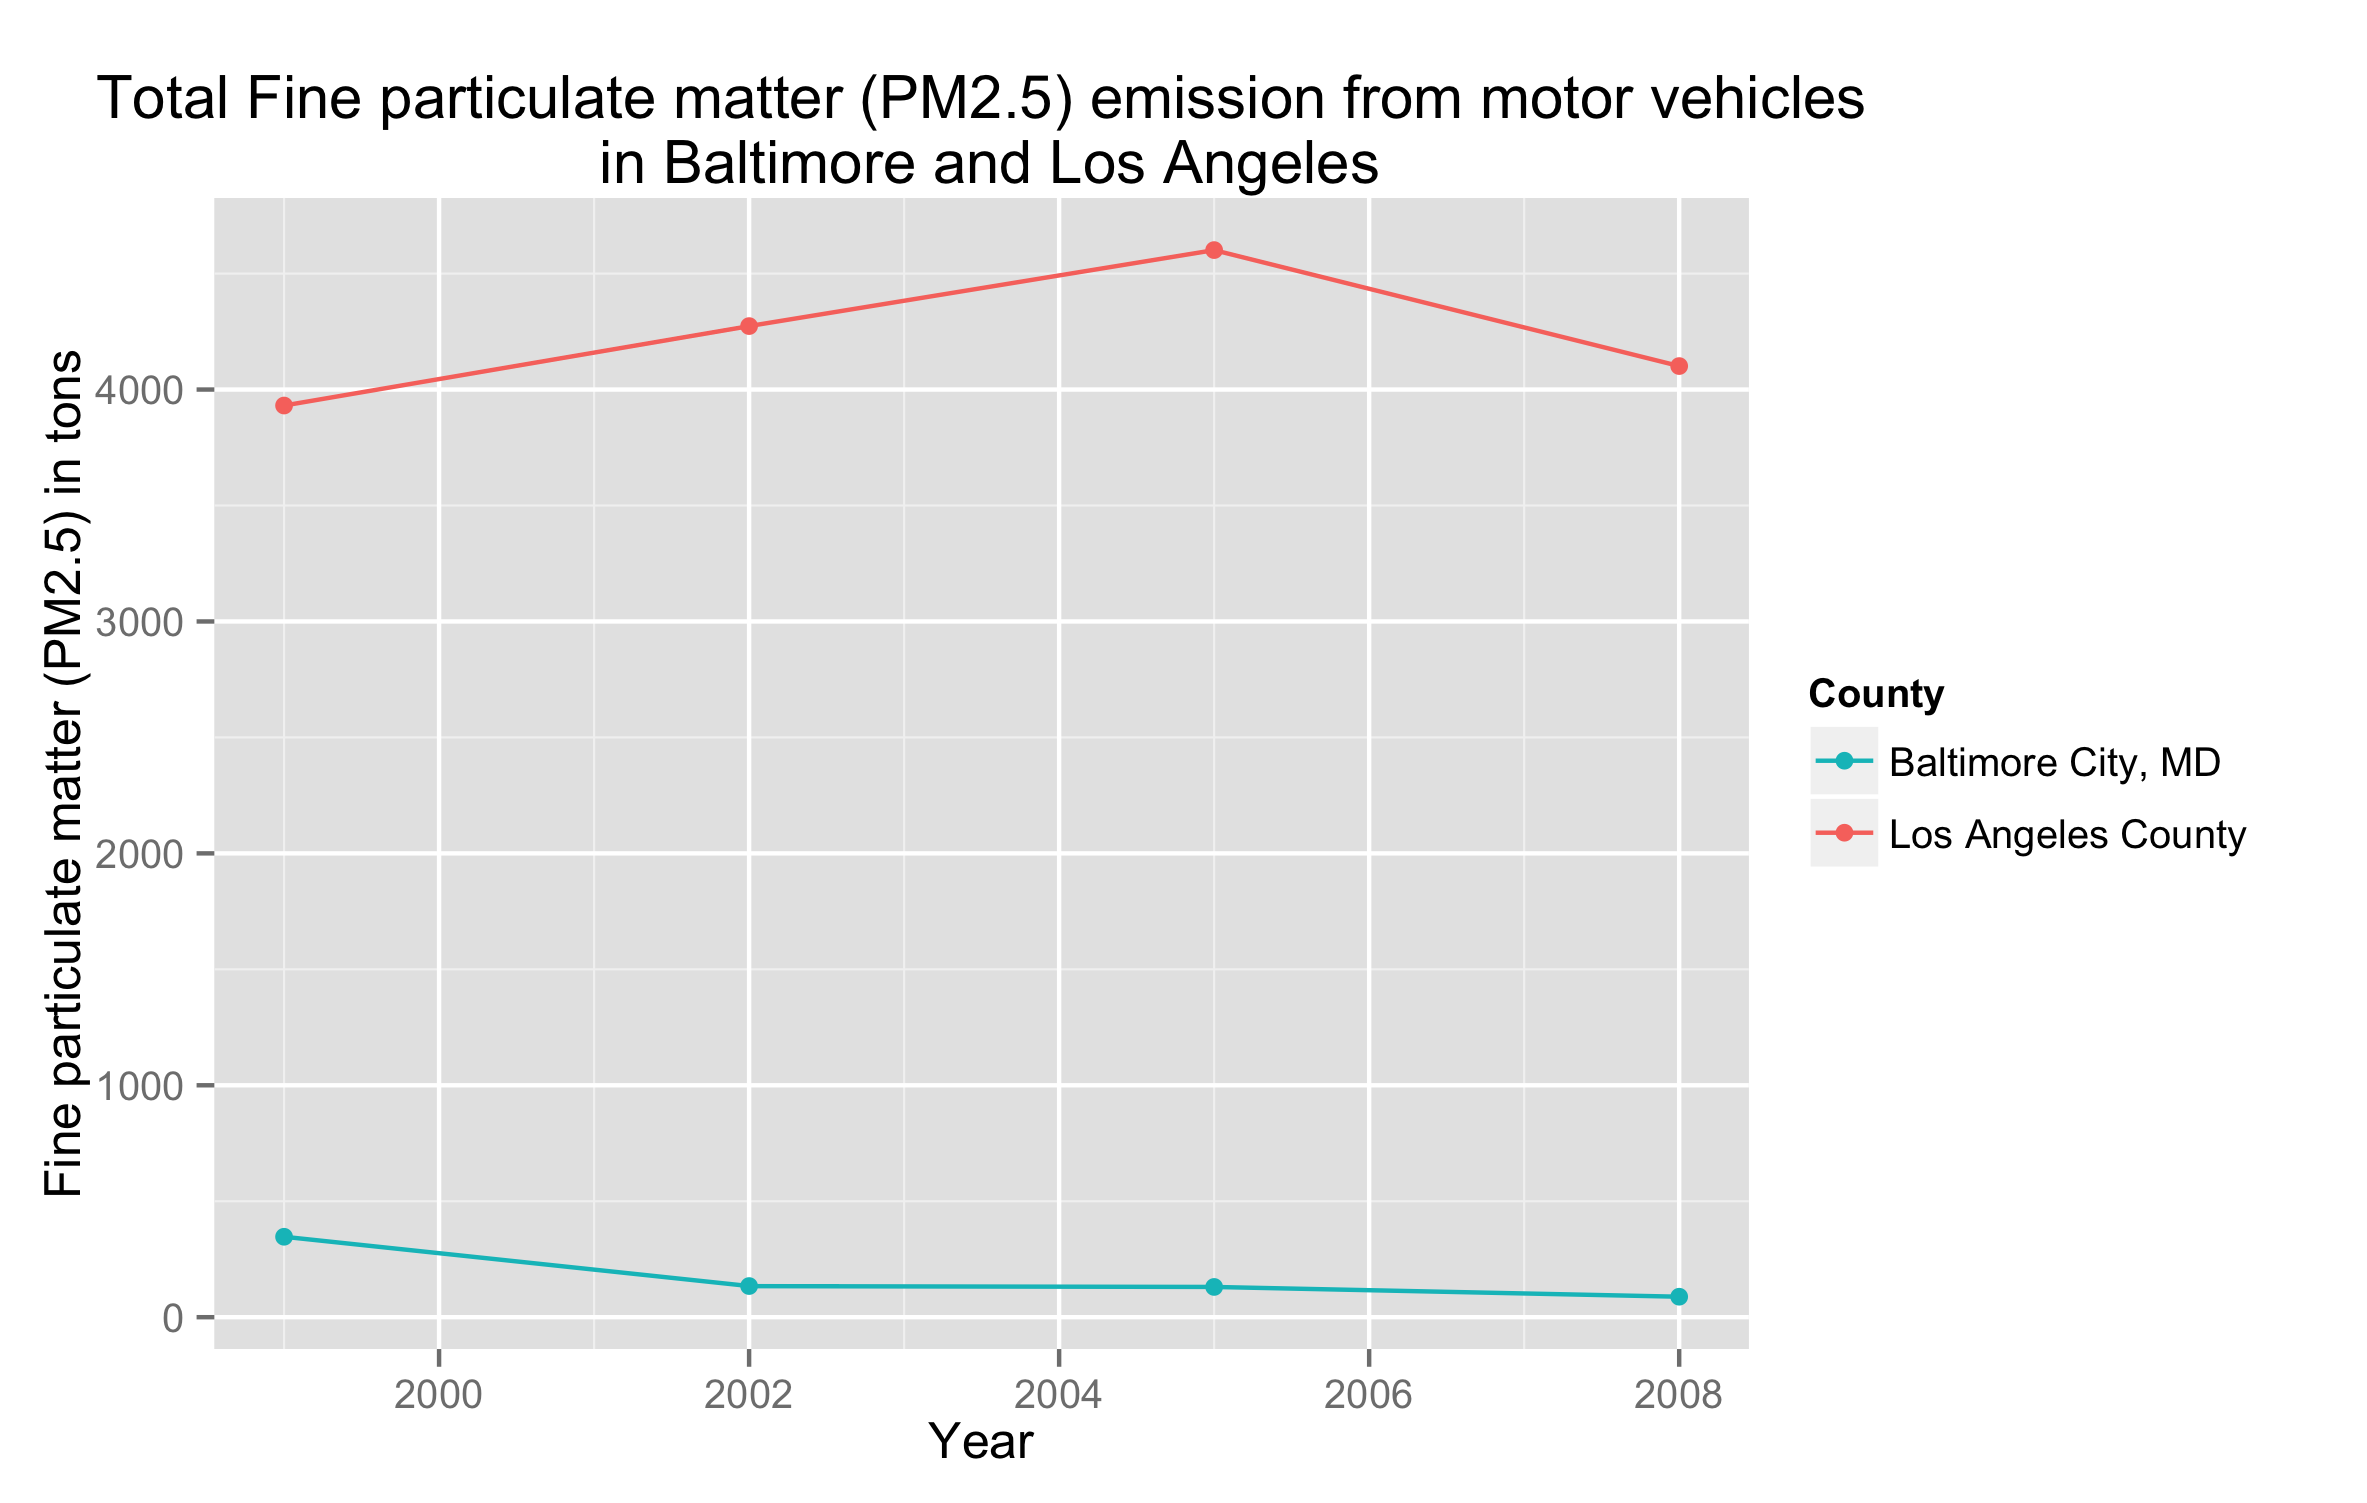 Total Fine particulate matter (PM2.5) emission from motor vehicles
in Baltimore and Los Angeles
Fine particulate matter (PM2.5) in tons
4000
3000
2000
1000
0
2000
2002
2004
2006
2008
Year
County
Baltimore City, MD
Los Angeles County